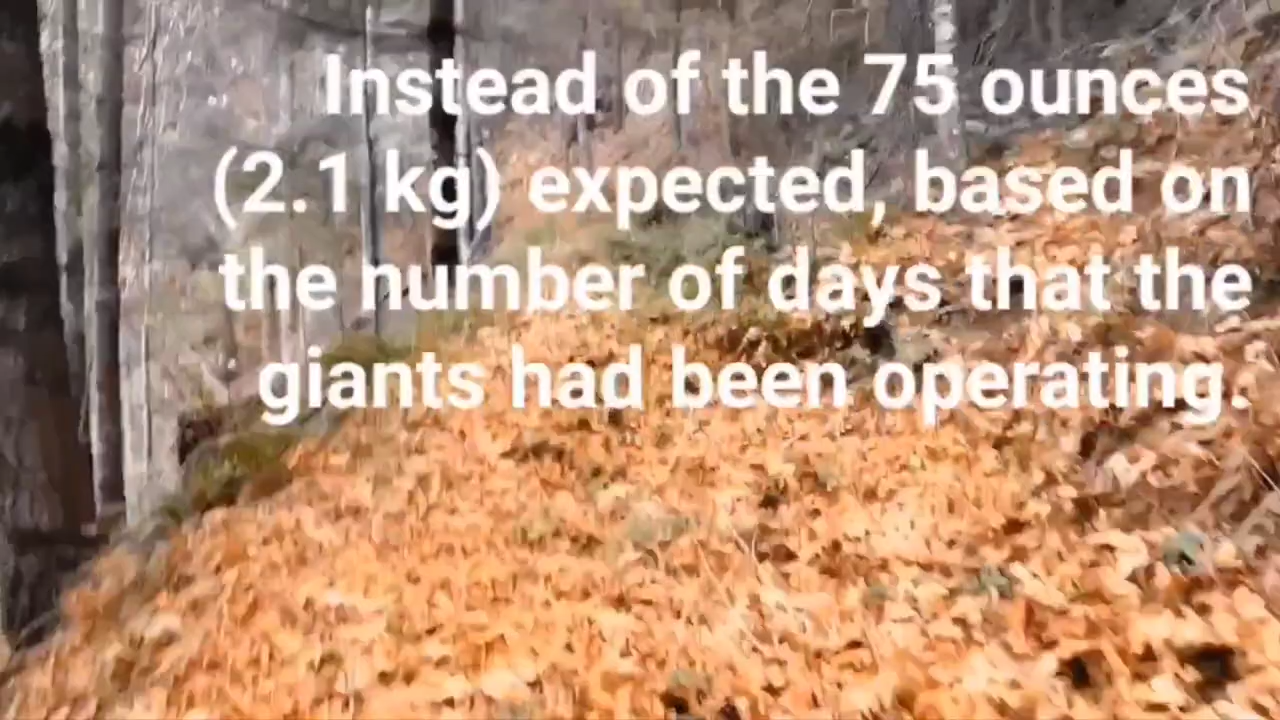 Instead of the 75 ounces
(2.1 kg) expected, based on
the number of days that the
giants had been operating.